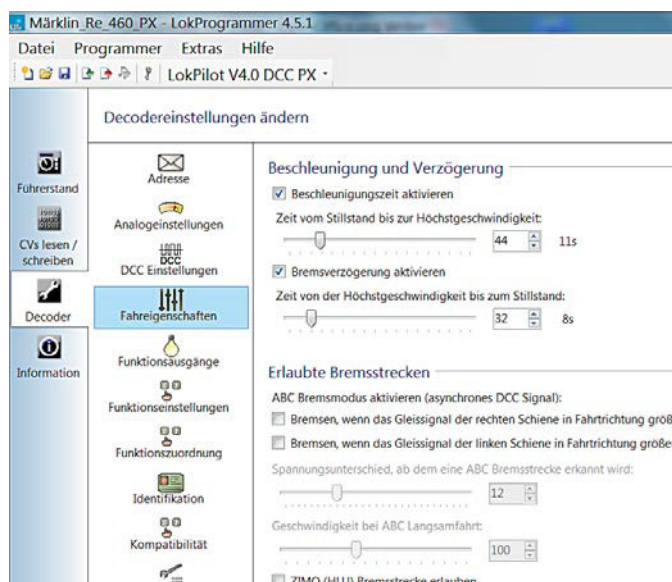 Märklin_Re_460_PX - LokProgrammer 4.5.1
Datei Programmer Extras Hilfe
LokPilot V4.0 DCC PX
Decodereinstellungen ändern
Führerstand
CVs lesen /
schreiben
Decoder
Information
Adresse
Analogeinstellungen
DCC
DCC Einstellungen
Fahreigenschaften
Funktionsausgänge
Funktionseinstellungen
Funktionszuordnung
Identifikation
Kompatibilität
Beschleunigung und Verzögerung
Beschleunigungszeit aktivieren
Zeit vom Stillstand bis zur Höchstgeschwindigkeit:
44 11s
Bremsverzögerung aktivieren
Zeit von der Höchstgeschwindigkeit bis zum Stillstand:
32 8s
Erlaubte Bremsstrecken
ABC Bremsmodus aktivieren (asynchrones DCC Signal):
Bremsen, wenn das Gleissignal der rechten Schiene in Fahrtrichtung größ
Bremsen, wenn das Gleissignal der linken Schiene in Fahrtrichtung größe
Spannungsunterschied, ab dem eine ABC Bremsstrecke erkannt wird:
12
Geschwindigkeit bei ABC Langsamfahrt:
100
ZIMO (HLU) Bremsstrecke erlauben